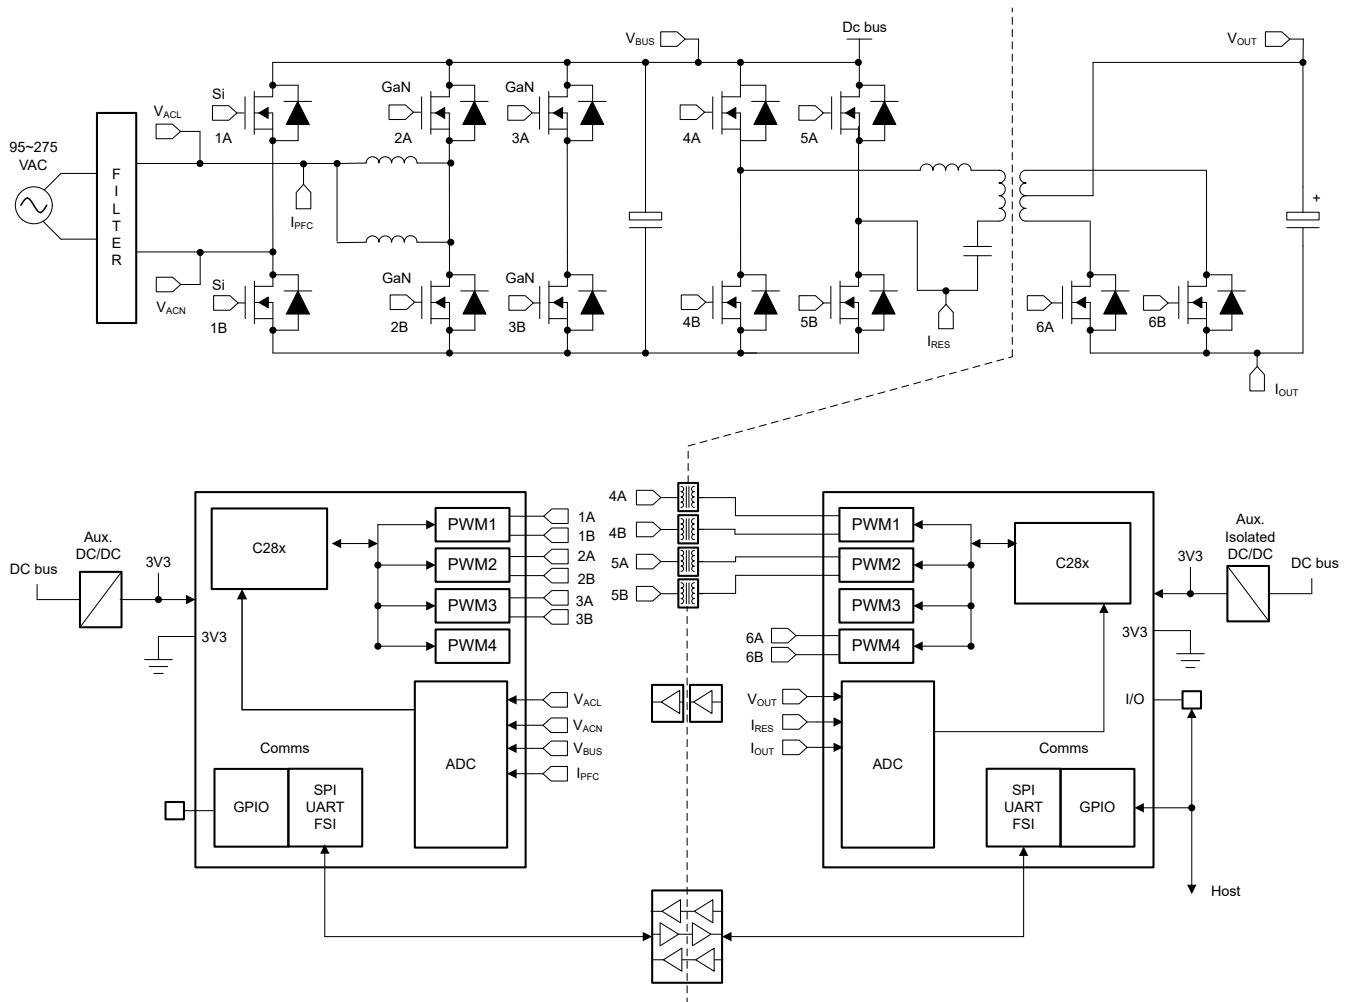 Dc bus
VBUS
VOUT
Si
GaN
GaN
VACL
1A
2A
3A
4A
5A
95~275
VAC
FILTER
IPFC
VACN
Si
1B
GaN
2B
GaN
3B
4B
5B
IRES
6A
6B
+
IOUT
4A
4B
5A
5B
C28x
PWM1
PWM2
PWM3
PWM4
1A
1B
2A
2B
3A
3B
Aux.
DC/DC
DC bus
3V3
3V3
VACL
VACN
VBUS
IPFC
ADC
Comms
GPIO
SPI
UART
FSI
PWM1
PWM2
PWM3
PWM4
6A
6B
C28x
Aux.
Isolated
DC/DC
3V3
DC bus
3V3
I/O
VOUT
IRES
IOUT
ADC
Comms
SPI
UART
FSI
GPIO
Host